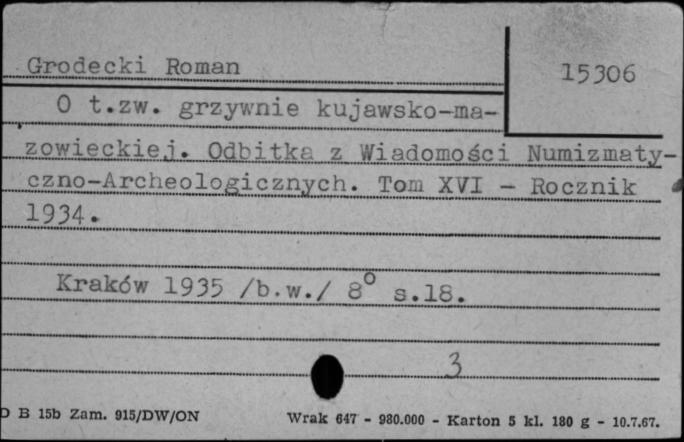 Grodecki Roman
15306
O t.zw. grzywnie kujawsko-ma-
zowieckiej. Odbitka z Wiadomości Numizmaty-
czno-Archeologicznych. Tom XVI - Rocznik
1934.
Kraków 1935 /b.w./ 8° s.18.
3
D B 15b Zam. 915/DW/ON
Wrak 647 - 980.000 - Karton 5 kl. 180 g - 10.7.67.